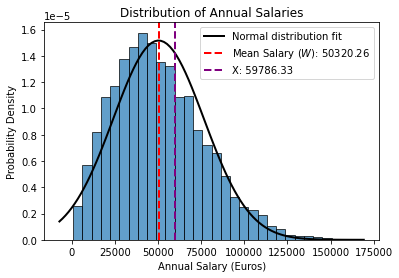 Distribution of Annual Salaries
1e−5
Normal distribution fit
Mean Salary (W): 50320.26
X: 59786.33
1.6
1.4
1.2
1.0
0.8
0.6
0.4
0.2
0.0
Probability Density
0 25000 50000 75000 100000 125000 150000 175000
Annual Salary (Euros)